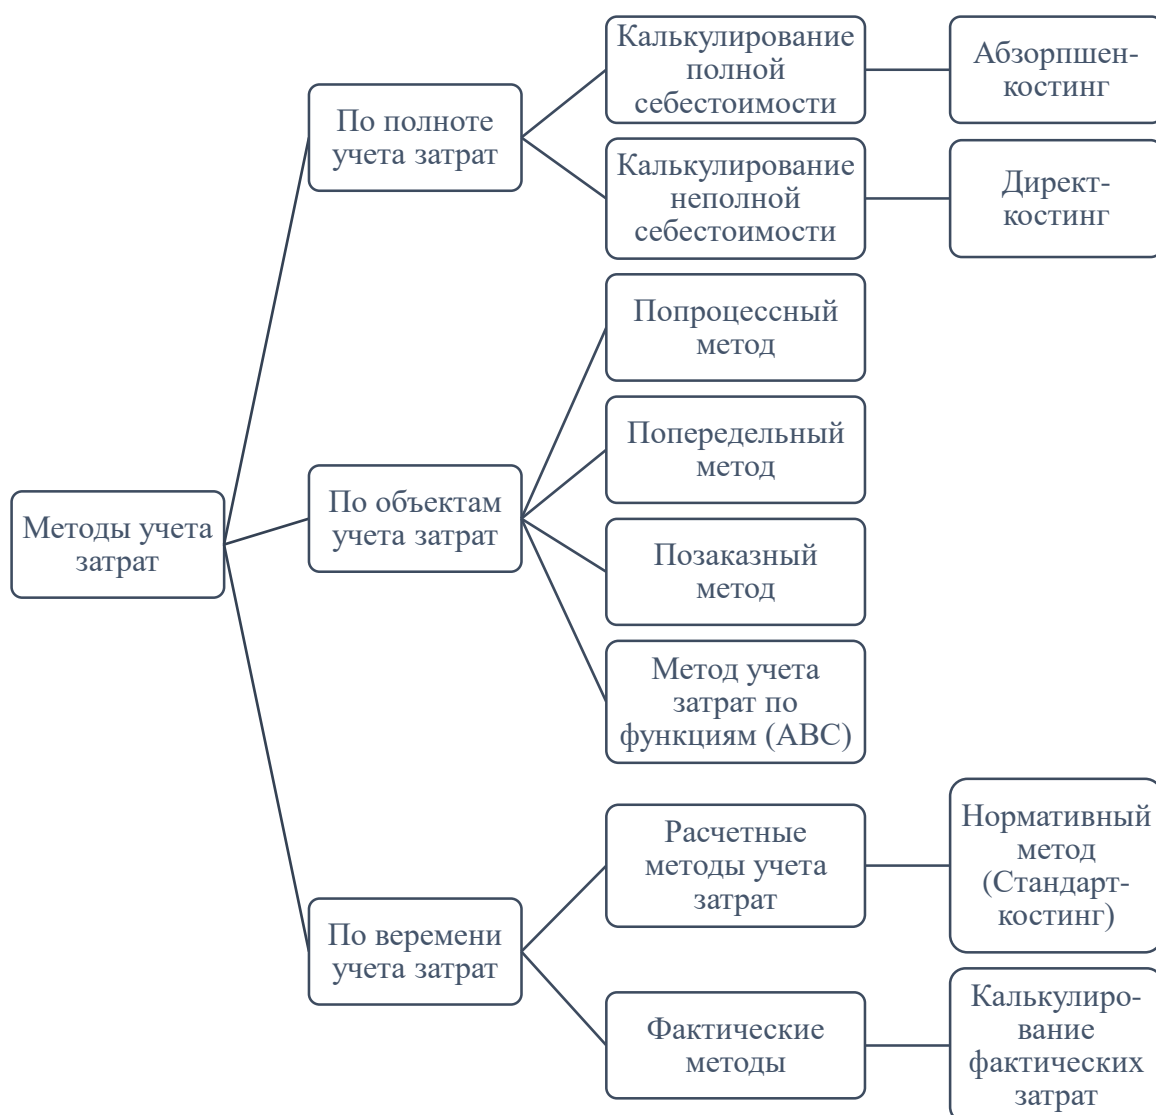 Методы учета
затрат
По полноте
учета затрат
Калькулирование
полной
себестоимости
Абзорпшен-
костинг
Калькулирование
неполной
себестоимости
Директ-
костинг
По объектам
учета затрат
Попроцессный
метод
Попередельный
метод
Позаказный
метод
Метод учета
затрат по
функциям (АВС)
По веремени
учета затрат
Расчетные
методы учета
затрат
Нормативный
метод
(Стандарт-
костинг)
Фактические
методы
Калькулиро-
вание
фактических
затрат